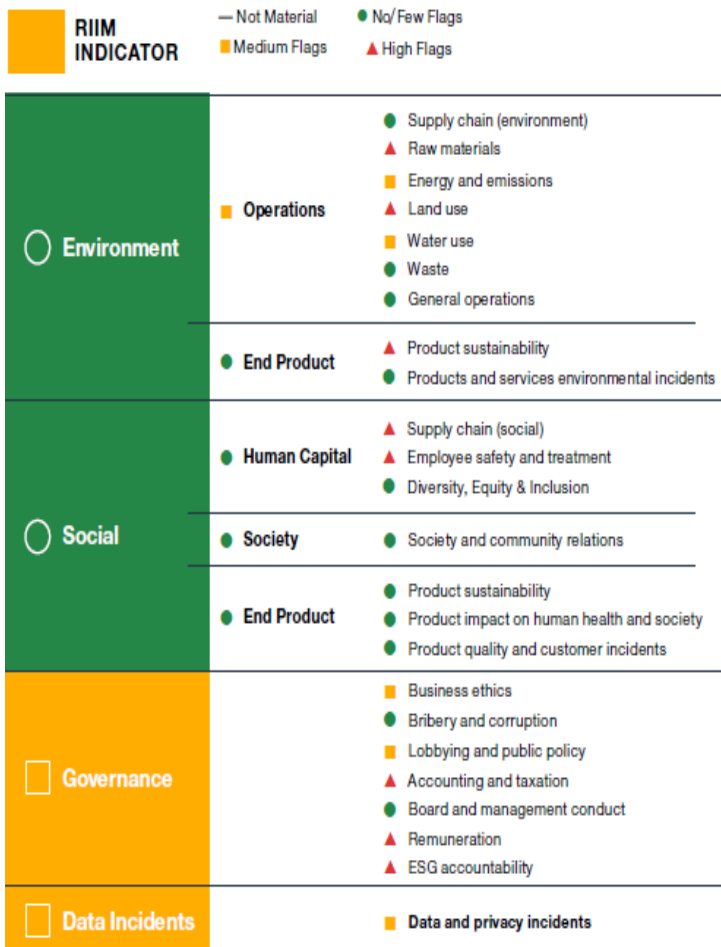 RIIM
INDICATOR
— Not Material
No/Few Flags
Medium Flags
High Flags
Environment
Operations
Supply chain (environment)
Raw materials
Energy and emissions
Land use
Water use
Waste
General operations
End Product
Product sustainability
Products and services environmental incidents
Social
Human Capital
Supply chain (social)
Employee safety and treatment
Diversity, Equity & Inclusion
Society
Society and community relations
End Product
Product sustainability
Product impact on human health and society
Product quality and customer incidents
Governance
Business ethics
Bribery and corruption
Lobbying and public policy
Accounting and taxation
Board and management conduct
Remuneration
ESG accountability
Data Incidents
Data and privacy incidents